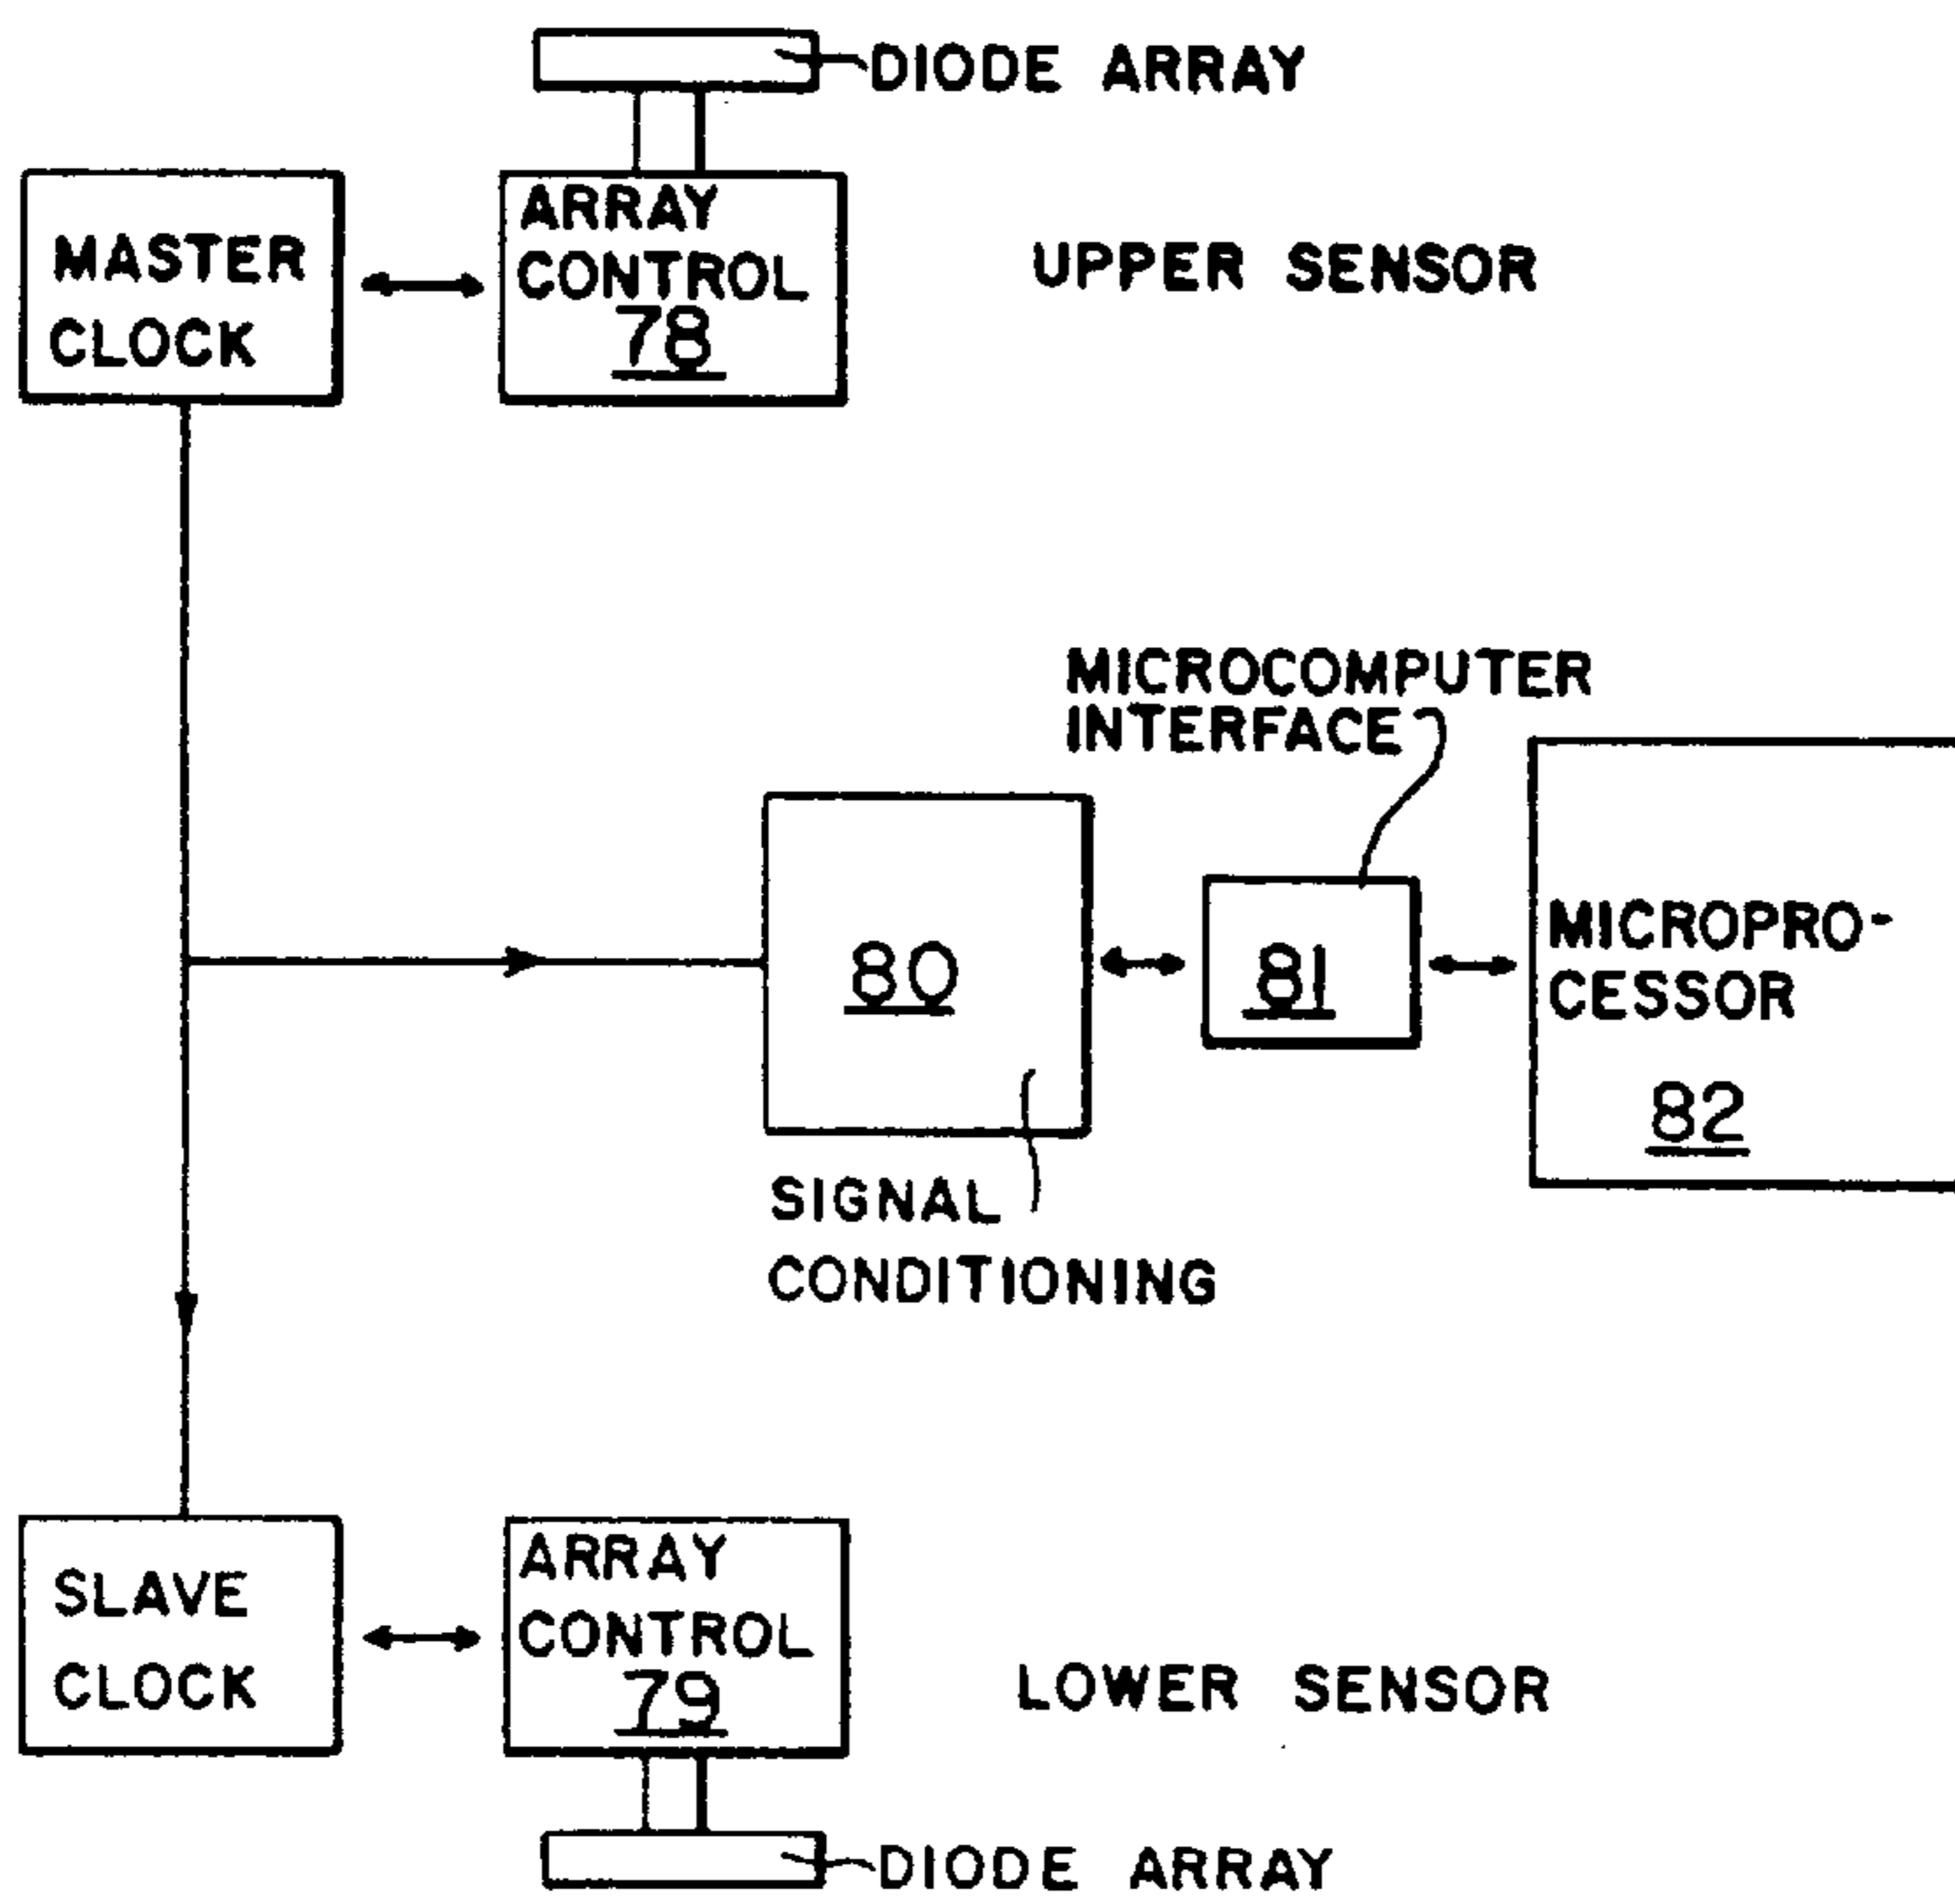 DIODE ARRAY
MASTER
CLOCK
ARRAY
CONTROL
78
UPPER SENSOR
MICROCOMPUTER
INTERFACE
80
81
MICROPRO-
CESSOR
82
SIGNAL
CONDITIONING
SLAVE
CLOCK
ARRAY
CONTROL
79
LOWER SENSOR
DIODE ARRAY